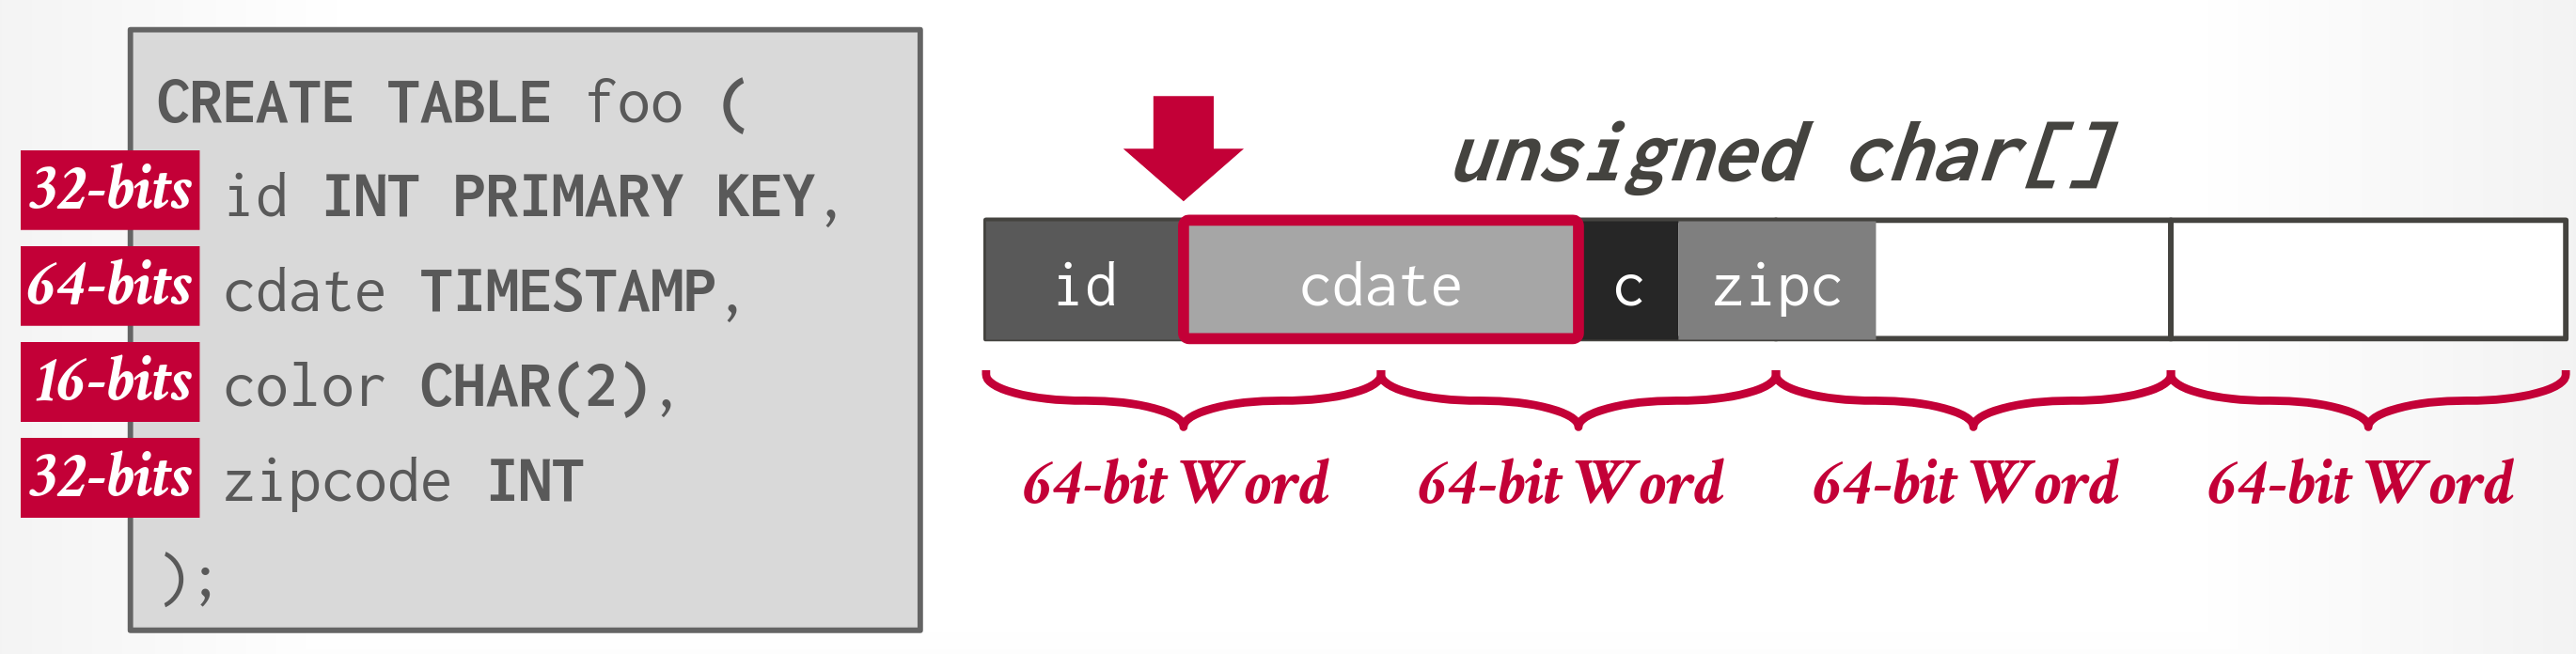 CREATE TABLE foo (
32-bits id INT PRIMARY KEY,
64-bits cdate TIMESTAMP,
16-bits color CHAR(2),
32-bits zipcode INT
);
unsigned char[]
id cdate c zipc
64-bit Word 64-bit Word 64-bit Word 64-bit Word